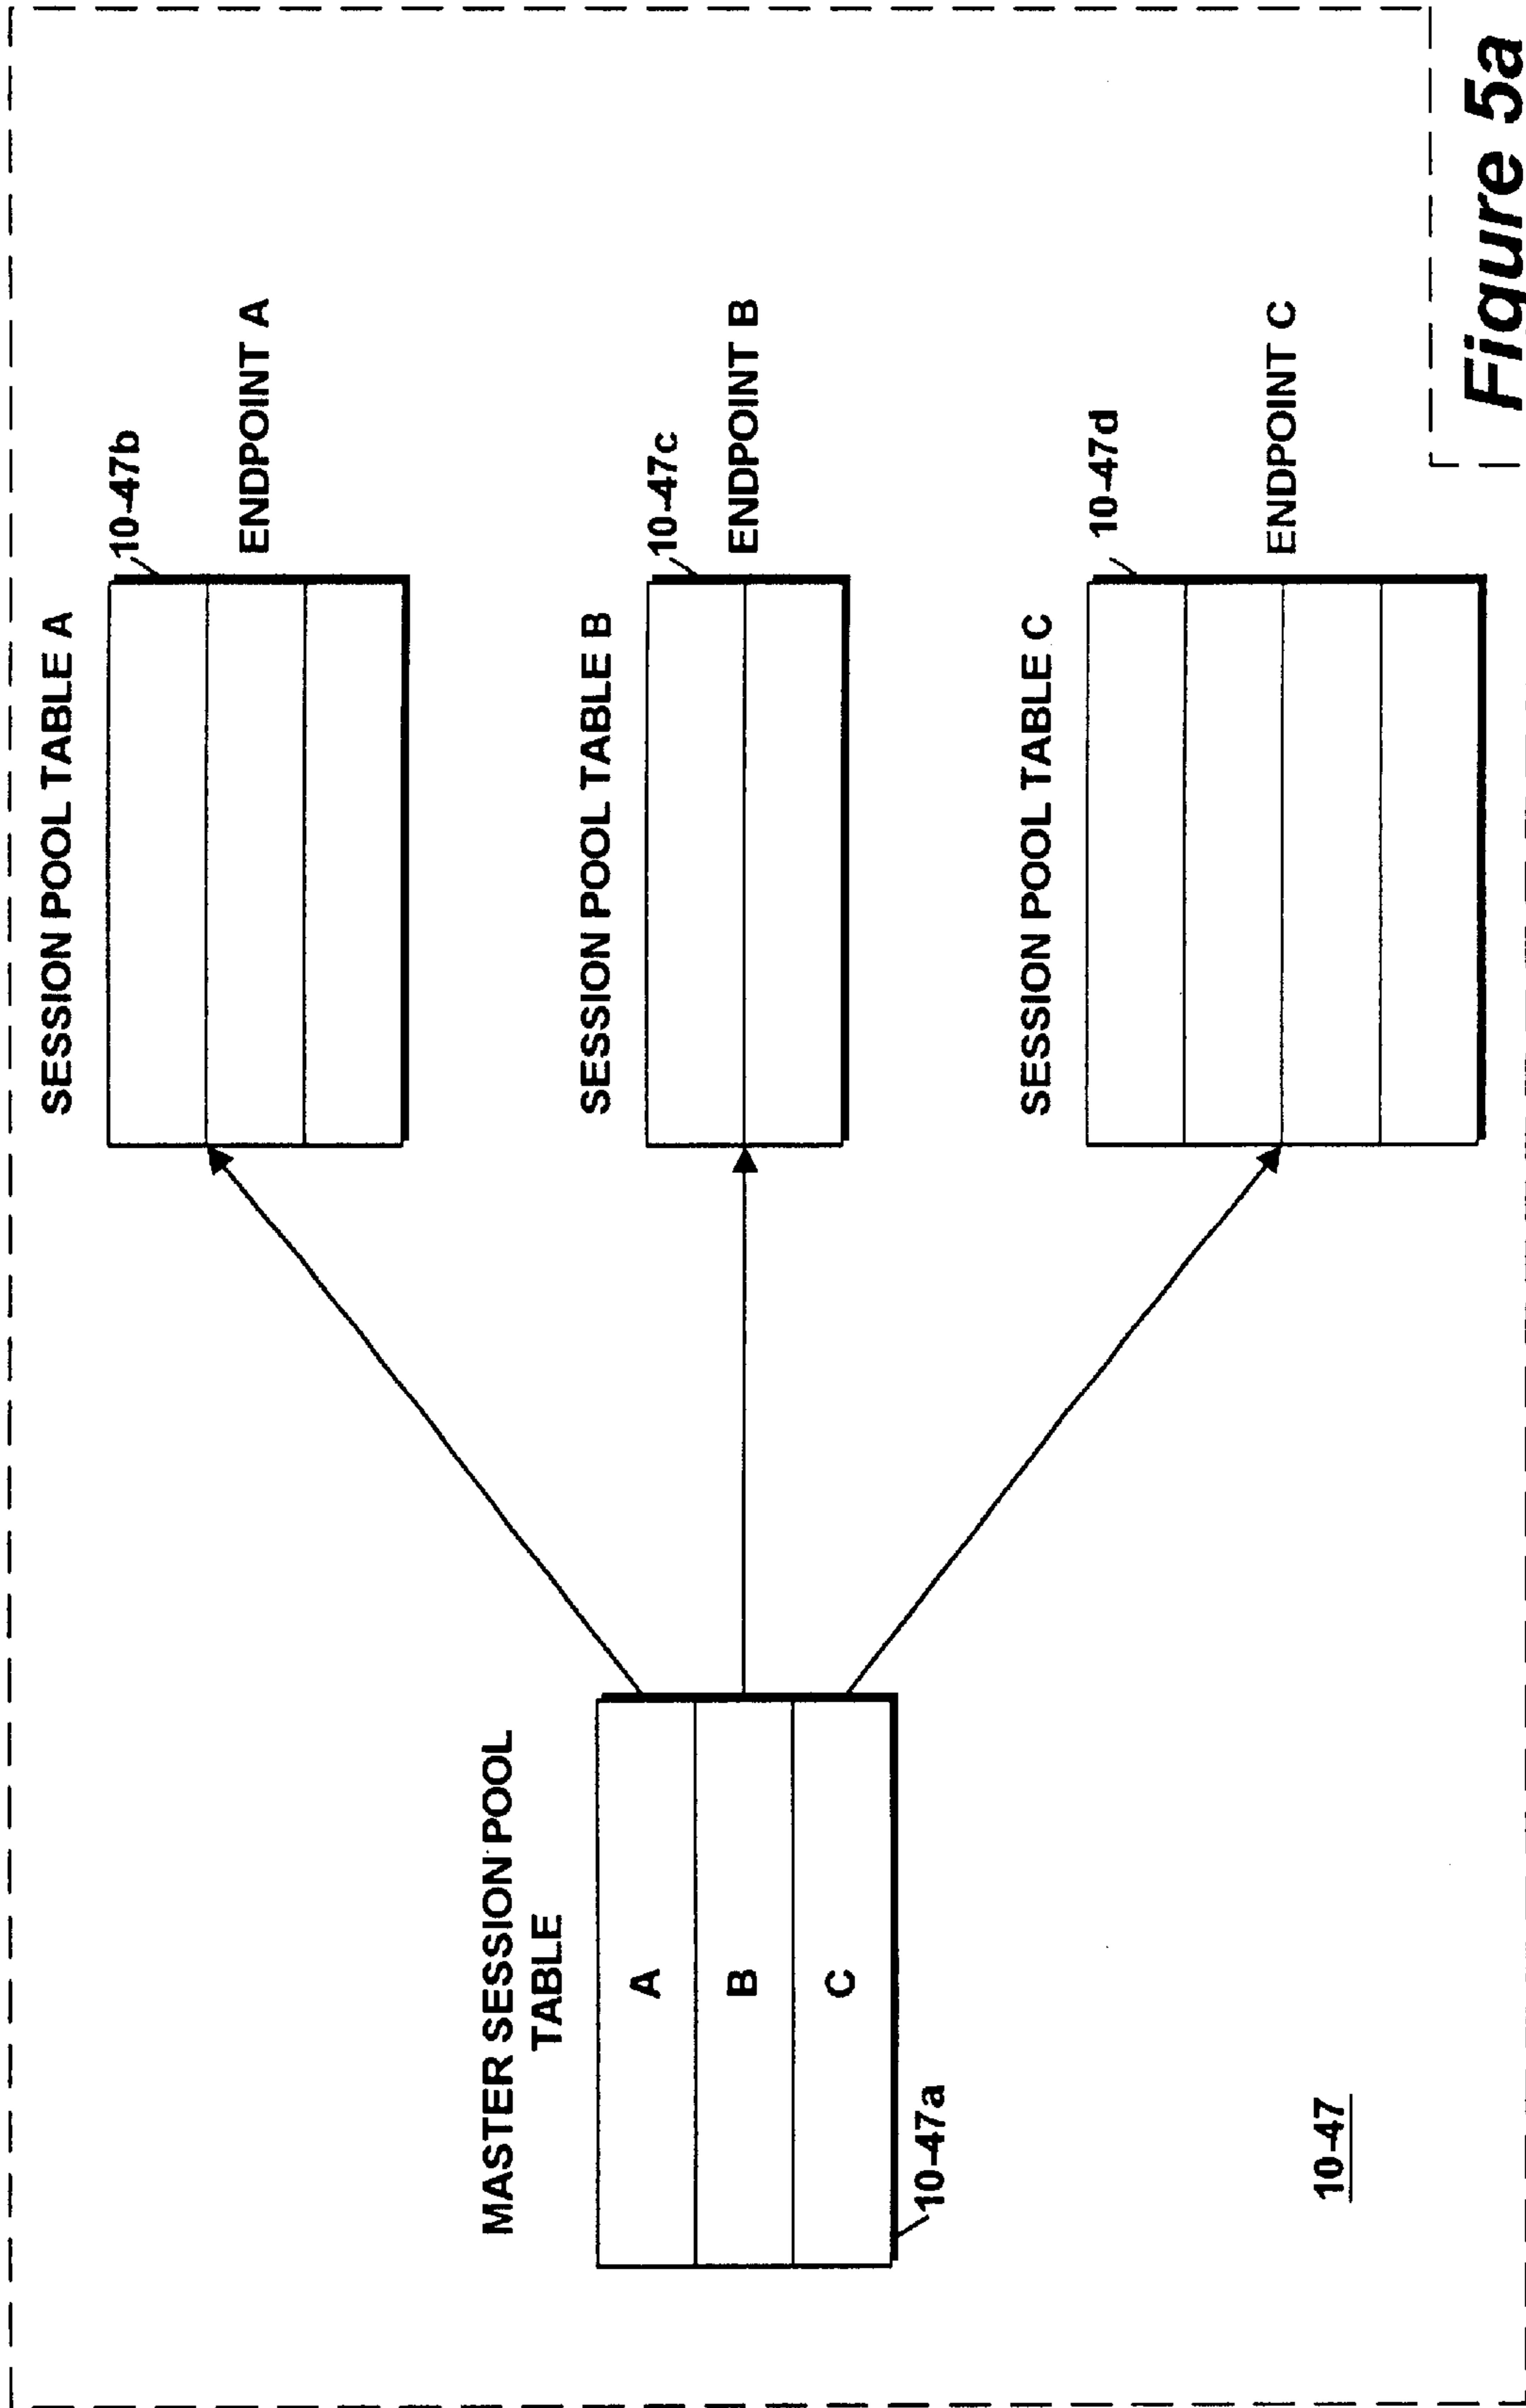 SESSION POOL TABLE A
10-47b
ENDPOINT A
MASTER SESSION POOL
TABLE
A
B
C
10-47a
SESSION POOL TABLE B
10-47c
ENDPOINT B
SESSION POOL TABLE C
10-47d
ENDPOINT C
10-47
Figure 5a